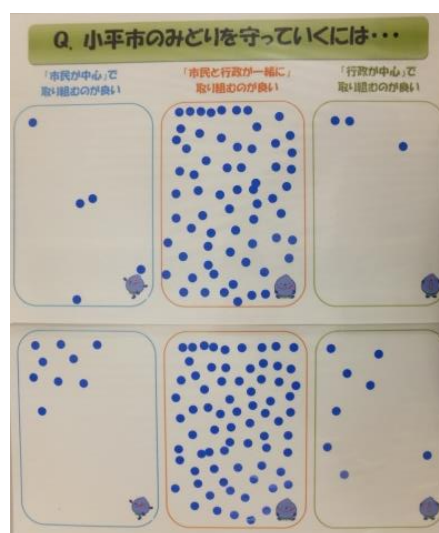 Q. 小平市のみどりを守っていくには・・・
「市民が中心」で
取り組むのが良い
「市民と行政が一緒に」
取り組むのが良い
「行政が中心」で
取り組むのが良い